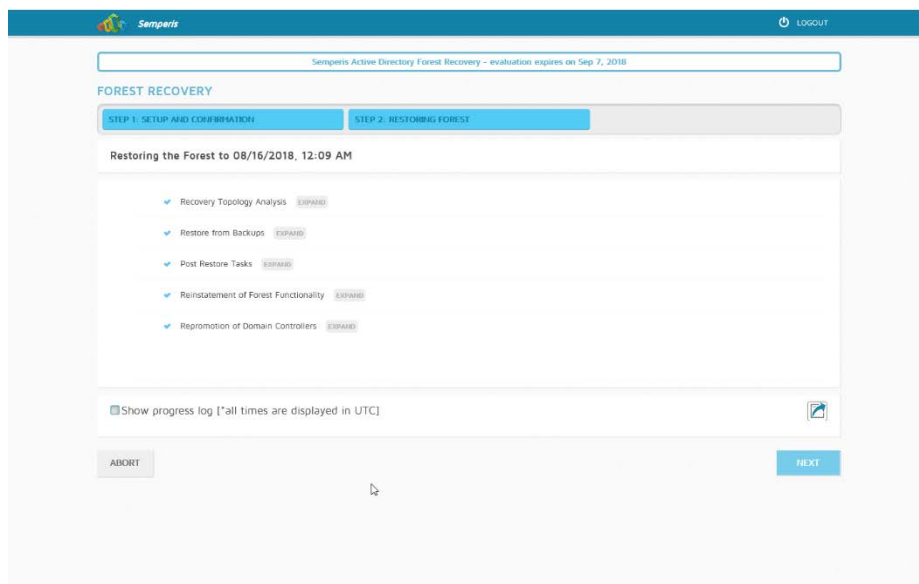 Semperis
LOGOUT
Semperis Active Directory Forest Recovery - evaluation expires on Sep 7, 2018
FOREST RECOVERY
STEP 1: SETUP AND CONFIRMATION
STEP 2: RESTORING FOREST
Restoring the Forest to 08/16/2018, 12:09 AM
Recovery Topology Analysis EXPAND
Restore from Backups EXPAND
Post Restore Tasks EXPAND
Reinstatement of Forest Functionality EXPAND
Repromotion of Domain Controllers EXPAND
Show progress log [*all times are displayed in UTC]
ABORT
NEXT